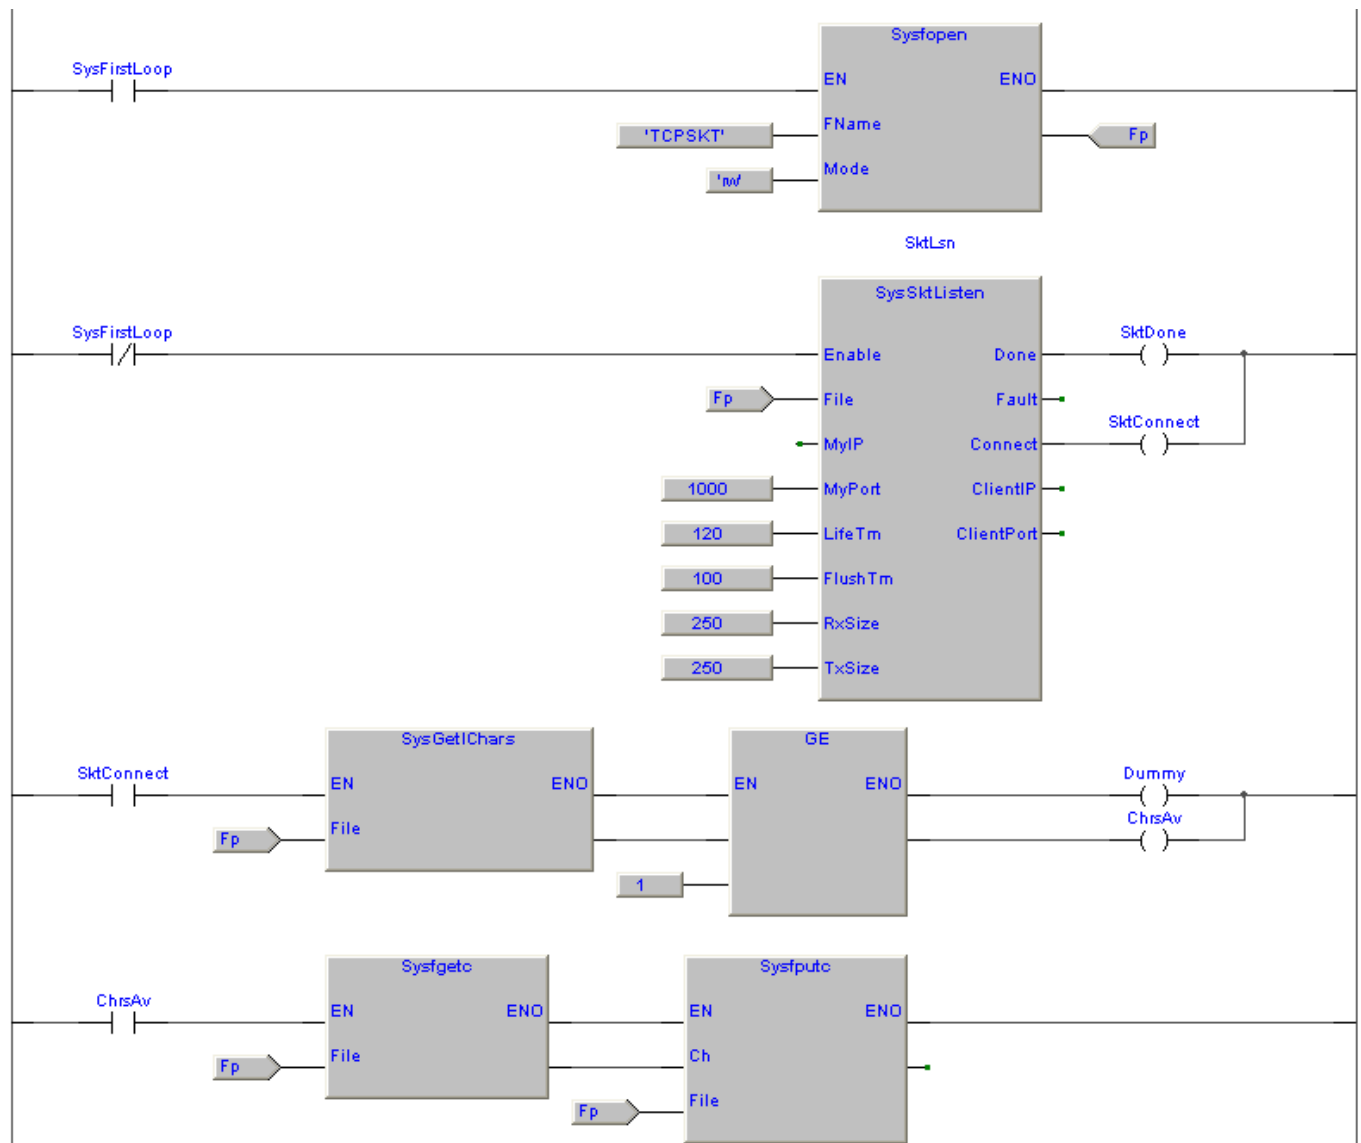 Sysfopen
SysFirstLoop
EN ENO
'TCPSKT' FName Fp
'rw' Mode
SktLsn
SysSktListen
SysFirstLoop SktDone
Enable Done
Fp File Fault
SktConnect
MyIP Connect
1000 MyPort ClientIP
120 LifeTm ClientPort
100 FlushTm
250 RxSize
250 TxSize
SysGetIChars GE
SktConnect Dummy
EN ENO EN ENO
ChrsAv
Fp File
1
Sysfgetc Sysfputc
ChrsAv
EN ENO EN ENO
Fp File Ch
Fp File